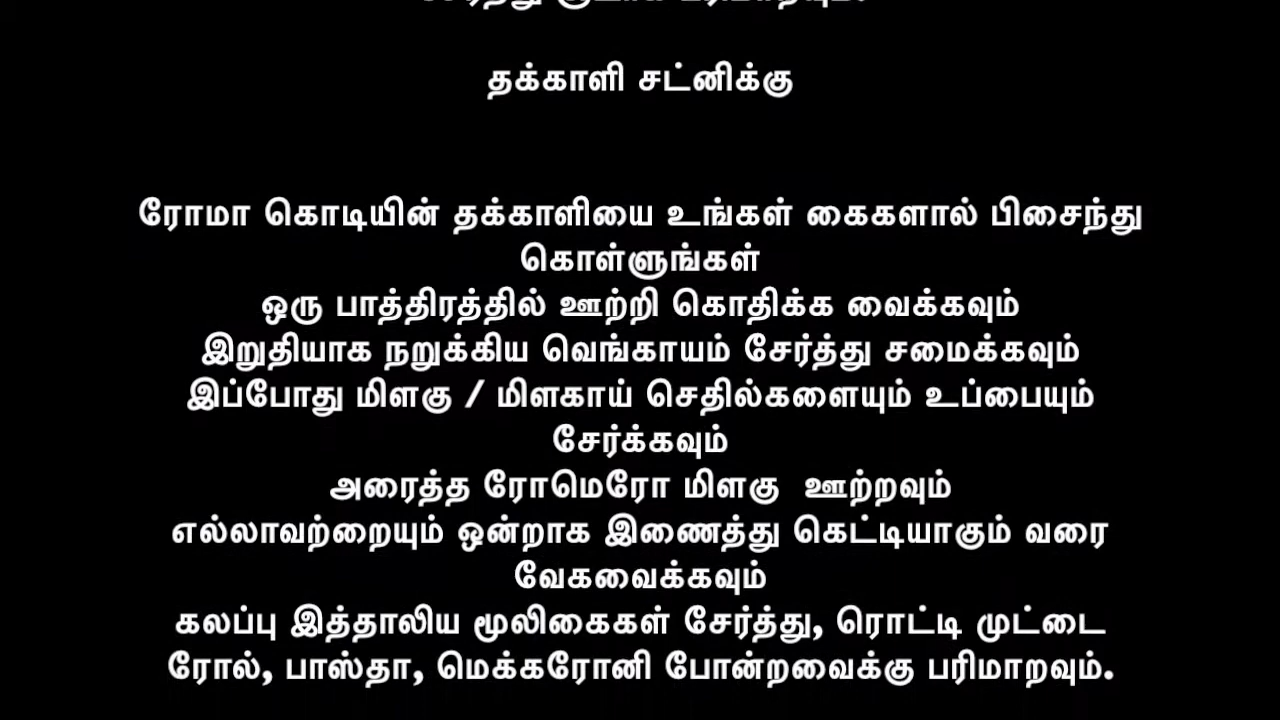 தக்காளி சட்னிக்கு
ரோமா கொடியின் தக்காளியை உங்கள் கைகளால் பிசைந்து
கொள்ளுங்கள்
ஒரு பாத்திரத்தில் ஊற்றி கொதிக்க வைக்கவும்
இறுதியாக நறுக்கிய வெங்காயம் சேர்த்து சமைக்கவும்
இப்போது மிளகு / மிளகாய் செதில்களையும் உப்பையும்
சேர்க்கவும்
அரைத்த ரோமெரோ மிளகு  ஊற்றவும்
எல்லாவற்றையும் ஒன்றாக இணைத்து கெட்டியாகும் வரை
வேகவைக்கவும்
கலப்பு இத்தாலிய மூலிகைகள் சேர்த்து, ரொட்டி முட்டை
ரோல், பாஸ்தா, மெக்கரோனி போன்றவைக்கு பரிமாறவும்.